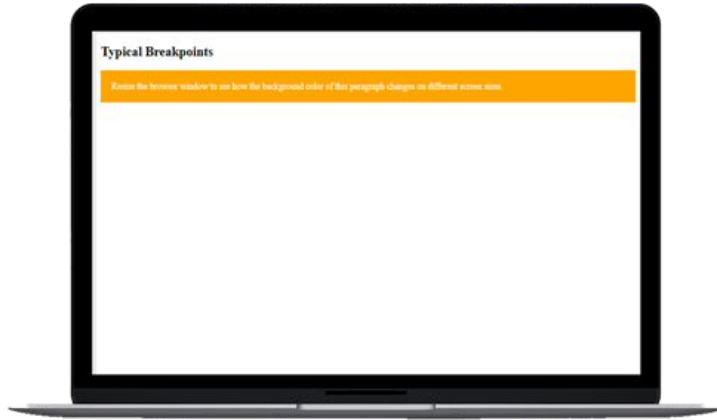 Typical Breakpoints
Resize the browser window to see how the background color of this paragraph changes on different screen sizes.